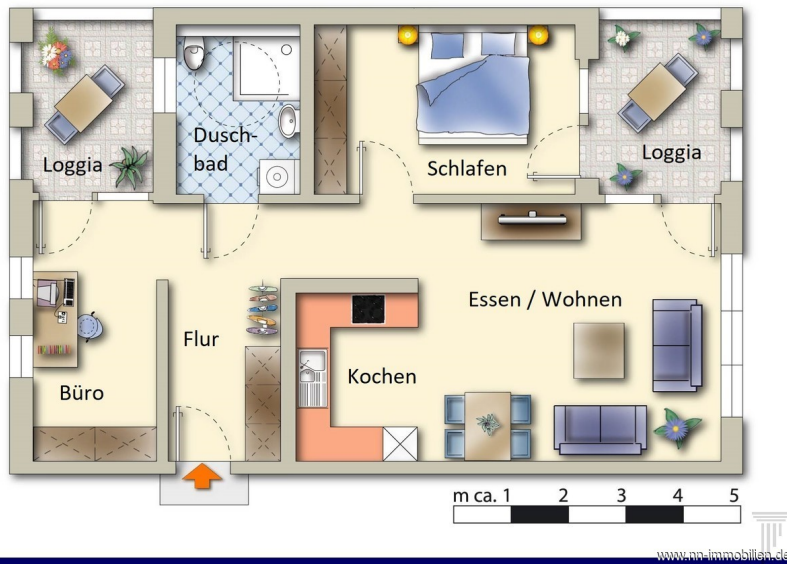 Loggia
Dusch-
bad
Schlafen
Loggia
Essen / Wohnen
Flur
Kochen
Büro
m ca. 1 2 3 4 5
www.nn-immobilien.de